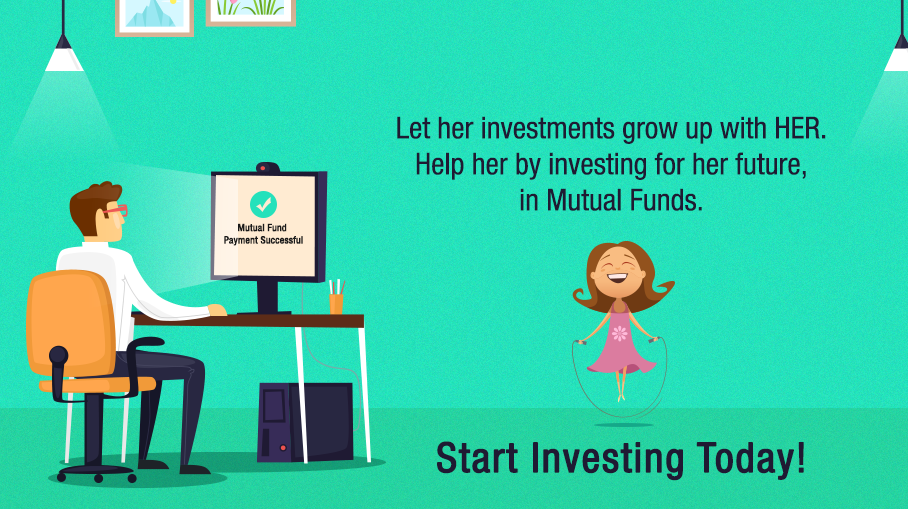 Let her investments grow up with HER.
Help her by investing for her future,
in Mutual Funds.
Mutual Fund
Payment Successful
Start Investing Today!